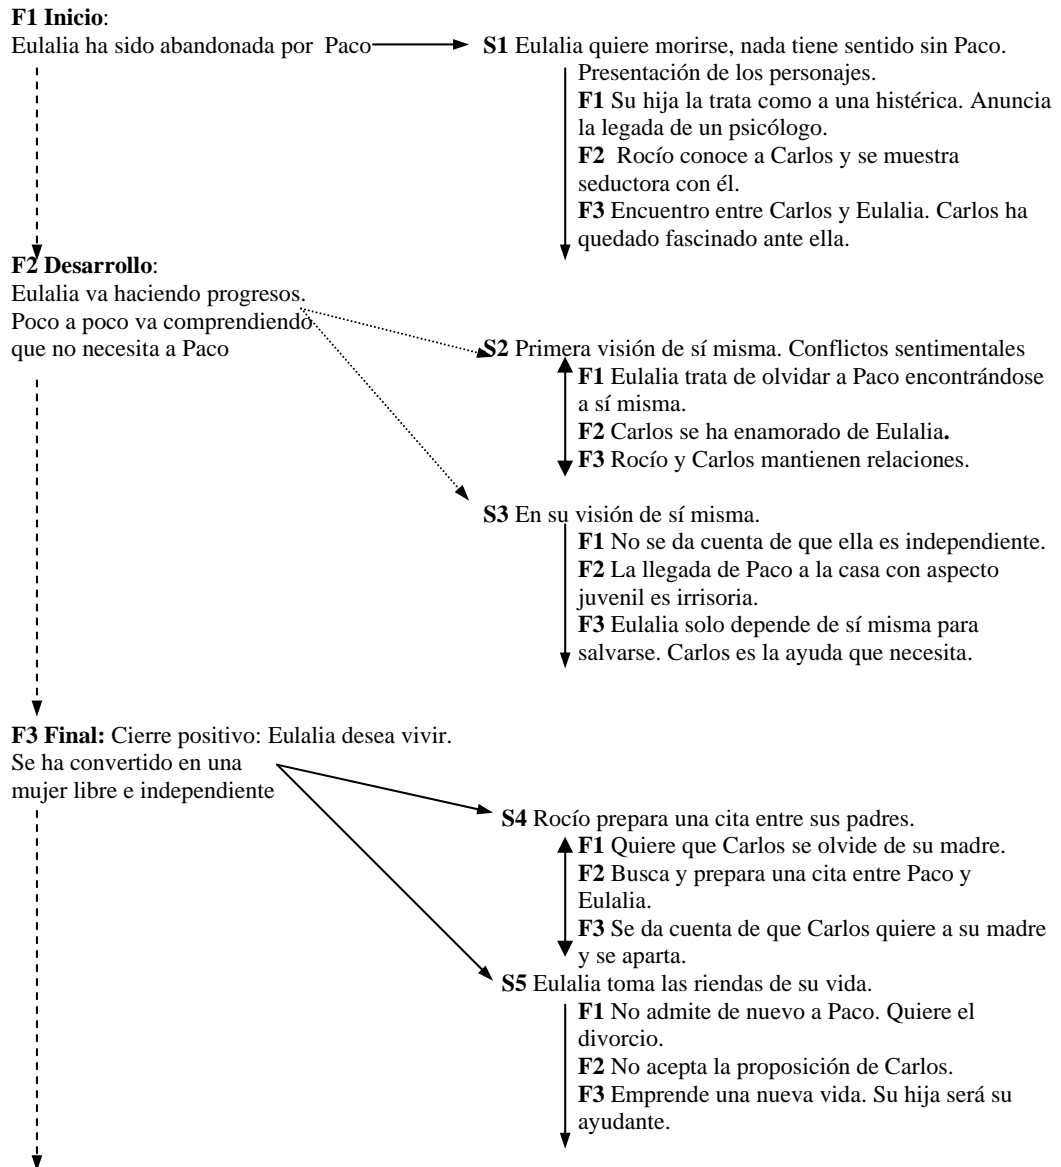 F1 Inicio:
Eulalia ha sido abandonada por Paco
S1 Eulalia quiere morirse, nada tiene sentido sin Paco.
Presentación de los personajes.
F1 Su hija la trata como a una histérica. Anuncia
la legada de un psicólogo.
F2 Rocío conoce a Carlos y se muestra
seductora con él.
F3 Encuentro entre Carlos y Eulalia. Carlos ha
quedado fascinado ante ella.
F2 Desarrollo:
Eulalia va haciendo progresos.
Poco a poco va comprendiendo
que no necesita a Paco
S2 Primera visión de sí misma. Conflictos sentimentales
F1 Eulalia trata de olvidar a Paco encontrándose
a sí misma.
F2 Carlos se ha enamorado de Eulalia.
F3 Rocío y Carlos mantienen relaciones.
S3 En su visión de sí misma.
F1 No se da cuenta de que ella es independiente.
F2 La llegada de Paco a la casa con aspecto
juvenil es irrisoria.
F3 Eulalia solo depende de sí misma para
salvarse. Carlos es la ayuda que necesita.
F3 Final: Cierre positivo: Eulalia desea vivir.
Se ha convertido en una
mujer libre e independiente
S4 Rocío prepara una cita entre sus padres.
F1 Quiere que Carlos se olvide de su madre.
F2 Busca y prepara una cita entre Paco y
Eulalia.
F3 Se da cuenta de que Carlos quiere a su madre
y se aparta.
S5 Eulalia toma las riendas de su vida.
F1 No admite de nuevo a Paco. Quiere el
divorcio.
F2 No acepta la proposición de Carlos.
F3 Emprende una nueva vida. Su hija será su
ayudante.